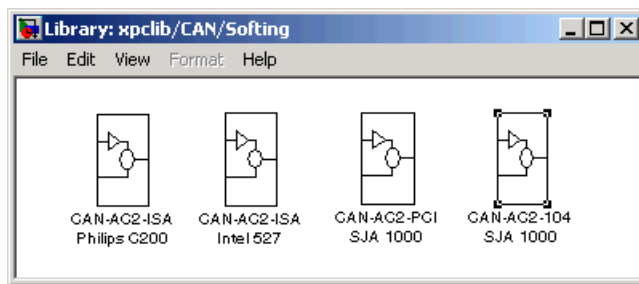 Library: xpclib/CAN/Softing
File Edit View Format Help
CAN-AC2-ISA CAN-AC2-ISA CAN-AC2-PCI CAN-AC2-104
Philips C200 Intel 527 SJA 1000 SJA 1000